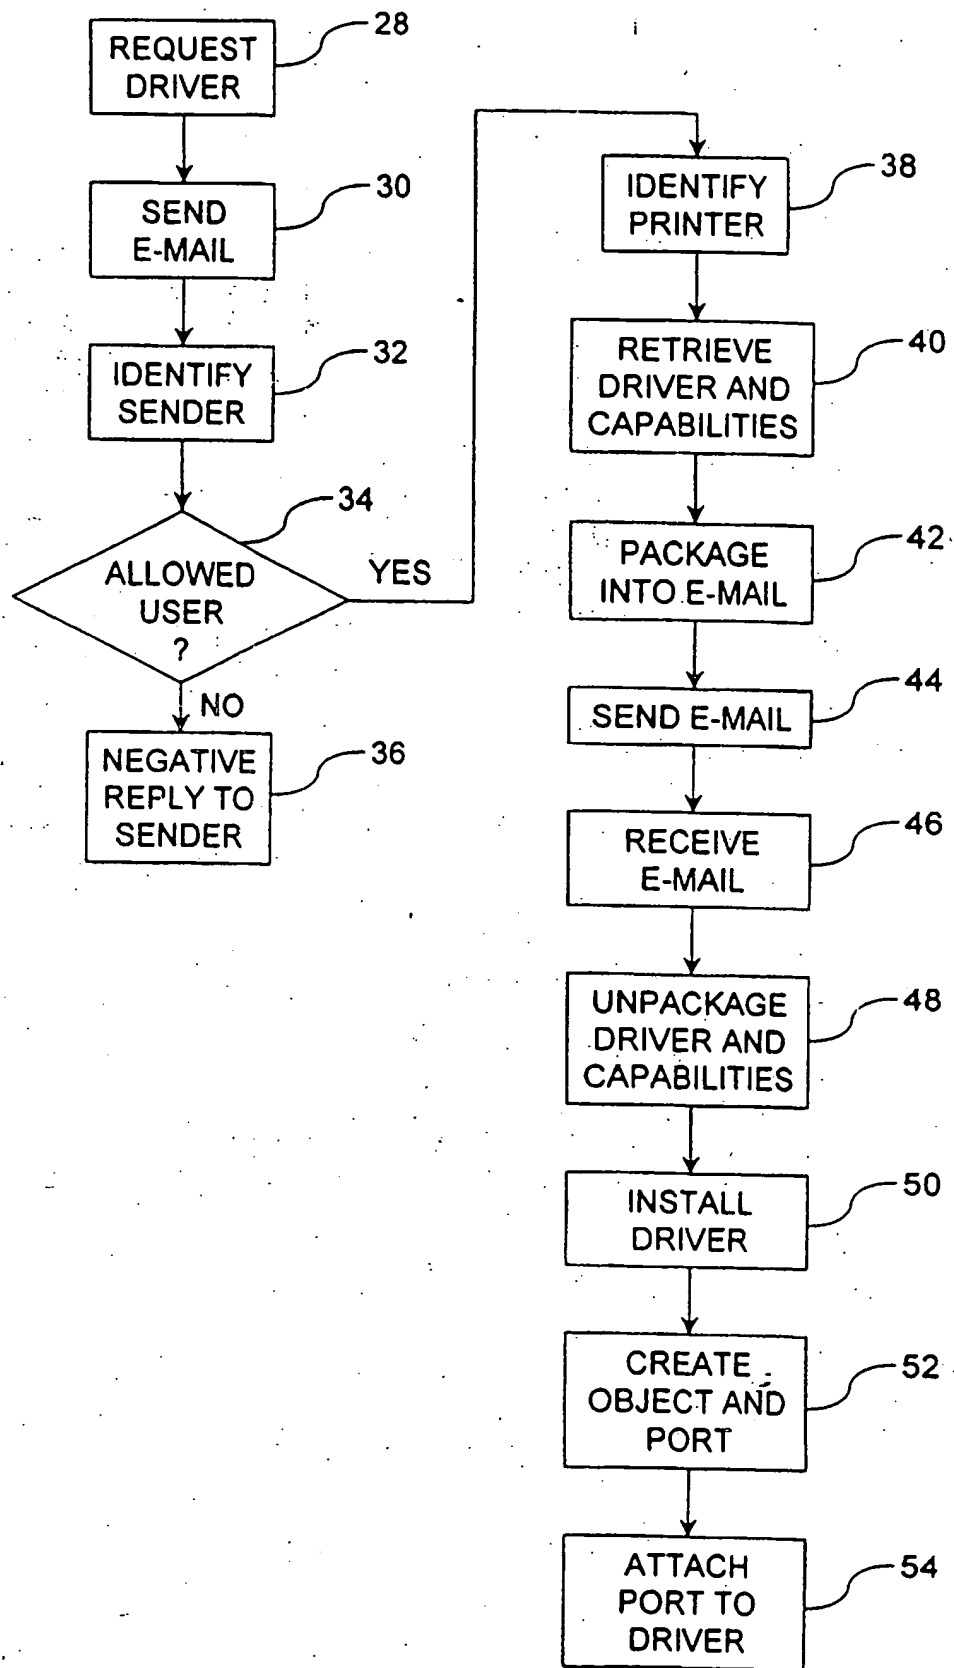 REQUEST
DRIVER
28
SEND
E-MAIL
30
IDENTIFY
SENDER
32
ALLOWED
USER
?
34
YES
NO
NEGATIVE
REPLY TO
SENDER
36
IDENTIFY
PRINTER
38
RETRIEVE
DRIVER AND
CAPABILITIES
40
PACKAGE
INTO E-MAIL
42
SEND E-MAIL
44
RECEIVE
E-MAIL
46
UNPACKAGE
DRIVER AND
CAPABILITIES
48
INSTALL
DRIVER
50
CREATE
OBJECT AND
PORT
52
ATTACH
PORT TO
DRIVER
54